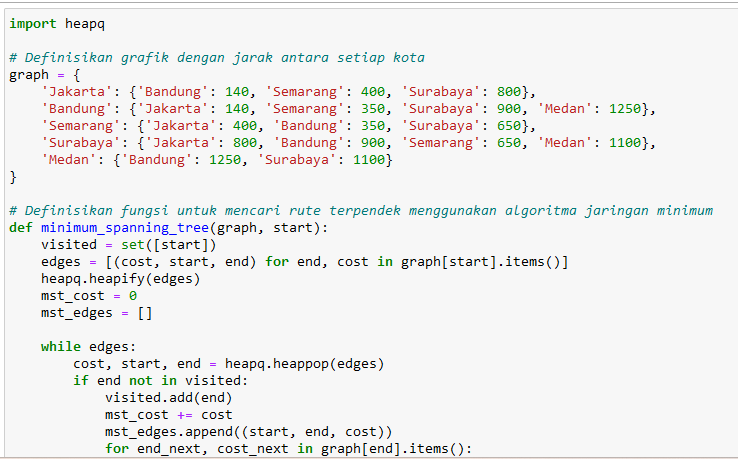 import heapq
# Definisikan grafik dengan jarak antara setiap kota
graph = {
    'Jakarta': {'Bandung': 140, 'Semarang': 400, 'Surabaya': 800},
    'Bandung': {'Jakarta': 140, 'Semarang': 350, 'Surabaya': 900, 'Medan': 1250},
    'Semarang': {'Jakarta': 400, 'Bandung': 350, 'Surabaya': 650},
    'Surabaya': {'Jakarta': 800, 'Bandung': 900, 'Semarang': 650, 'Medan': 1100},
    'Medan': {'Bandung': 1250, 'Surabaya': 1100}
}
# Definisikan fungsi untuk mencari rute terpendek menggunakan algoritma jaringan minimum
def minimum_spanning_tree(graph, start):
    visited = set([start])
    edges = [(cost, start, end) for end, cost in graph[start].items()]
    heapq.heapify(edges)
    mst_cost = 0
    mst_edges = []
    while edges:
        cost, start, end = heapq.heappop(edges)
        if end not in visited:
            visited.add(end)
            mst_cost += cost
            mst_edges.append((start, end, cost))
            for end_next, cost_next in graph[end].items():